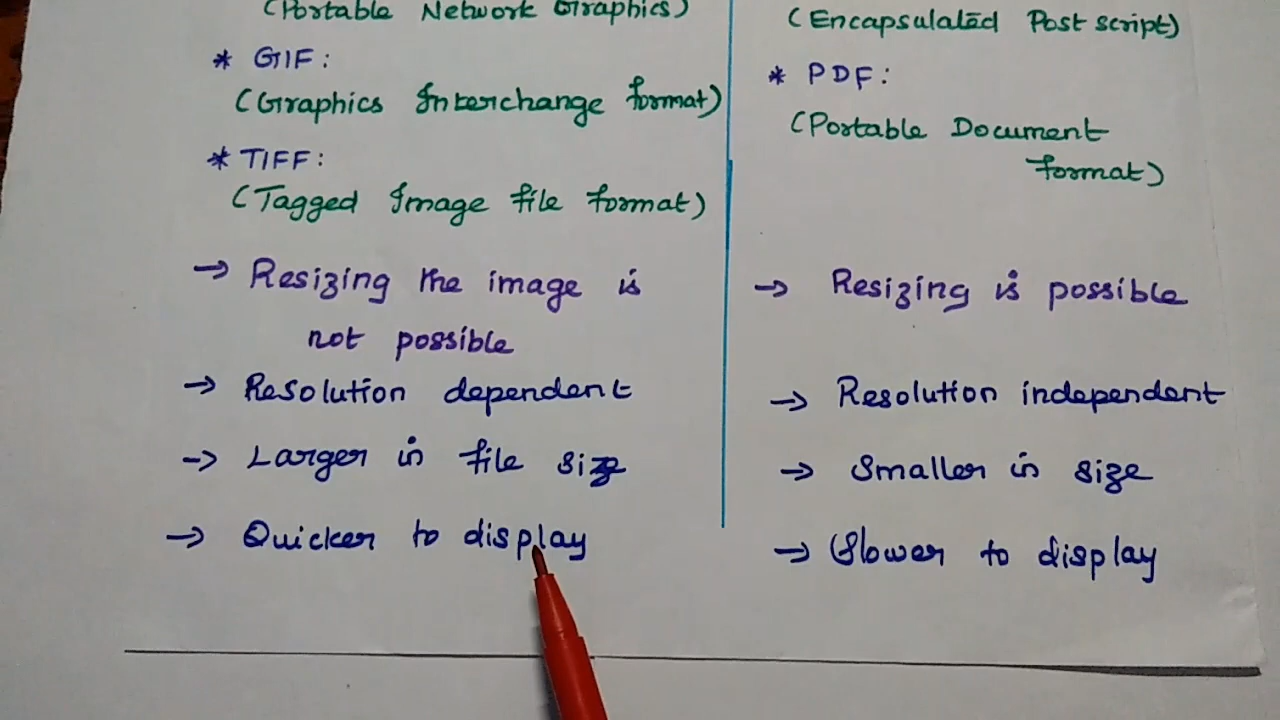 (Portable Network Graphics)
* GIF:
(Graphics Interchange format)
* TIFF:
(Tagged Image file format)
→ Resizing the image is
not possible
→ Resolution dependent
→ Larger in file size
→ Quicker to display
(Encapsulated Post script)
* PDF:
(Portable Document
format)
→ Resizing is possible
→ Resolution independent
→ Smaller in size
→ Slower to display